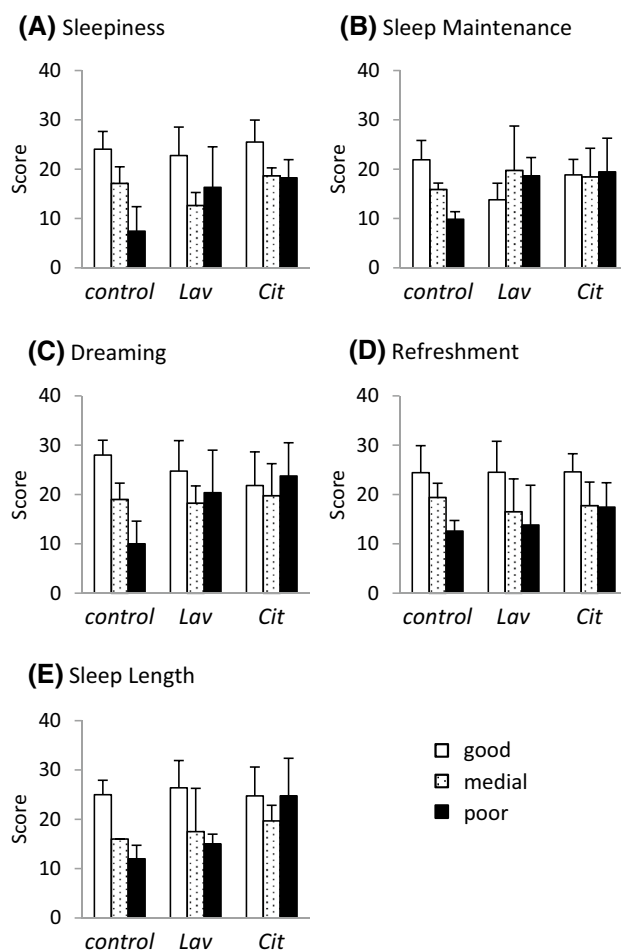 (A) Sleepiness
40
30
20
10
0
Score
control Lav Cit
(B) Sleep Maintenance
40
30
20
10
0
Score
control Lav Cit
(C) Dreaming
40
30
20
10
0
Score
control Lav Cit
(D) Refreshment
40
30
20
10
0
Score
control Lav Cit
(E) Sleep Length
40
30
20
10
0
Score
control Lav Cit
good
medial
poor